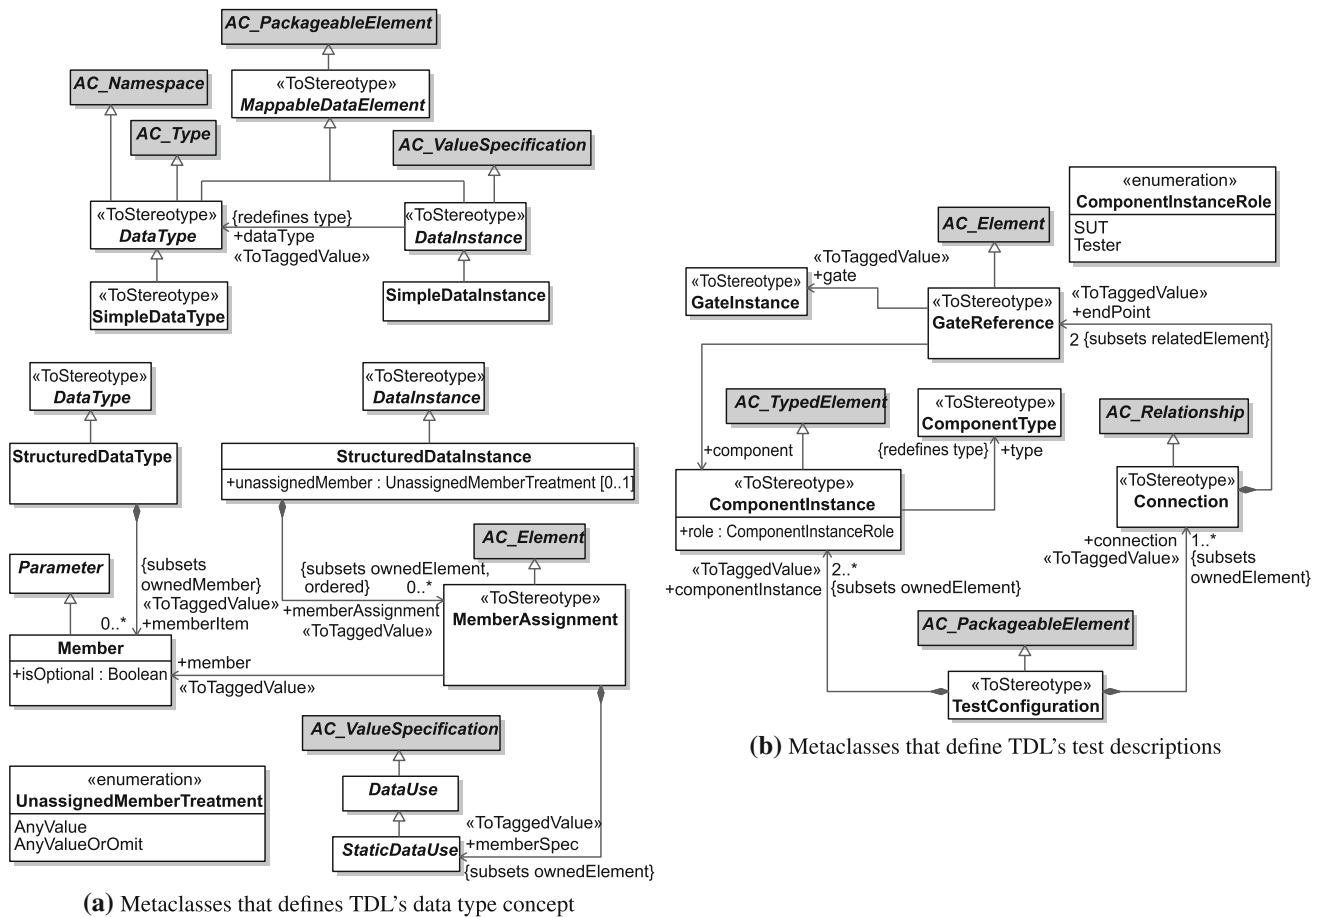 AC_PackageableElement
«ToStereotype»
MappableDataElement
AC_Namespace
AC_Type
AC_ValueSpecification
«ToStereotype»
DataType
{redefines type}
+dataType
«ToTaggedValue»
«ToStereotype»
DataInstance
«ToStereotype»
SimpleDataType
SimpleDataInstance
«ToStereotype»
DataType
«ToStereotype»
DataInstance
StructuredDataType
StructuredDataInstance
+unassignedMember : UnassignedMemberTreatment [0..1]
AC_Element
Parameter
{subsets
ownedMember}
«ToTaggedValue»
0..*
+memberItem
{subsets ownedElement,
ordered}
0..*
+memberAssignment
«ToTaggedValue»
«ToStereotype»
MemberAssignment
Member
+isOptional : Boolean
+member
«ToTaggedValue»
AC_ValueSpecification
DataUse
StaticDataUse
«ToTaggedValue»
+memberSpec
{subsets ownedElement}
«enumeration»
UnassignedMemberTreatment
AnyValue
AnyValueOrOmit
(a) Metaclasses that defines TDL's data type concept
«enumeration»
ComponentInstanceRole
SUT
Tester
AC_Element
«ToTaggedValue»
+gate
«ToStereotype»
GateInstance
«ToStereotype»
GateReference
«ToTaggedValue»
+endPoint
2 {subsets relatedElement}
AC_TypedElement
«ToStereotype»
ComponentType
AC_Relationship
+component
{redefines type}
+type
«ToStereotype»
ComponentInstance
+role : ComponentInstanceRole
«ToStereotype»
Connection
«ToTaggedValue»
+componentInstance
2..*
{subsets ownedElement}
+connection
«ToTaggedValue»
1..*
{subsets
ownedElement}
AC_PackageableElement
«ToStereotype»
TestConfiguration
(b) Metaclasses that define TDL's test descriptions